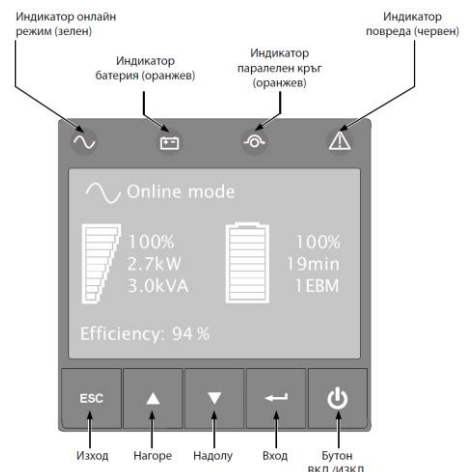 Индикатор онлайн
режим (зелен)
Индикатор
батерия (оранжев)
Индикатор
паралелен кръг
(оранжев)
Индикатор
повреда (червен)
Online mode
100%
2.7kW
3.0kVA
100%
19min
1EBM
Efficiency: 94%
ESC
Изход
Нагоре
Надолу
Вход
Бутон
ВКЛ./ИЗКЛ